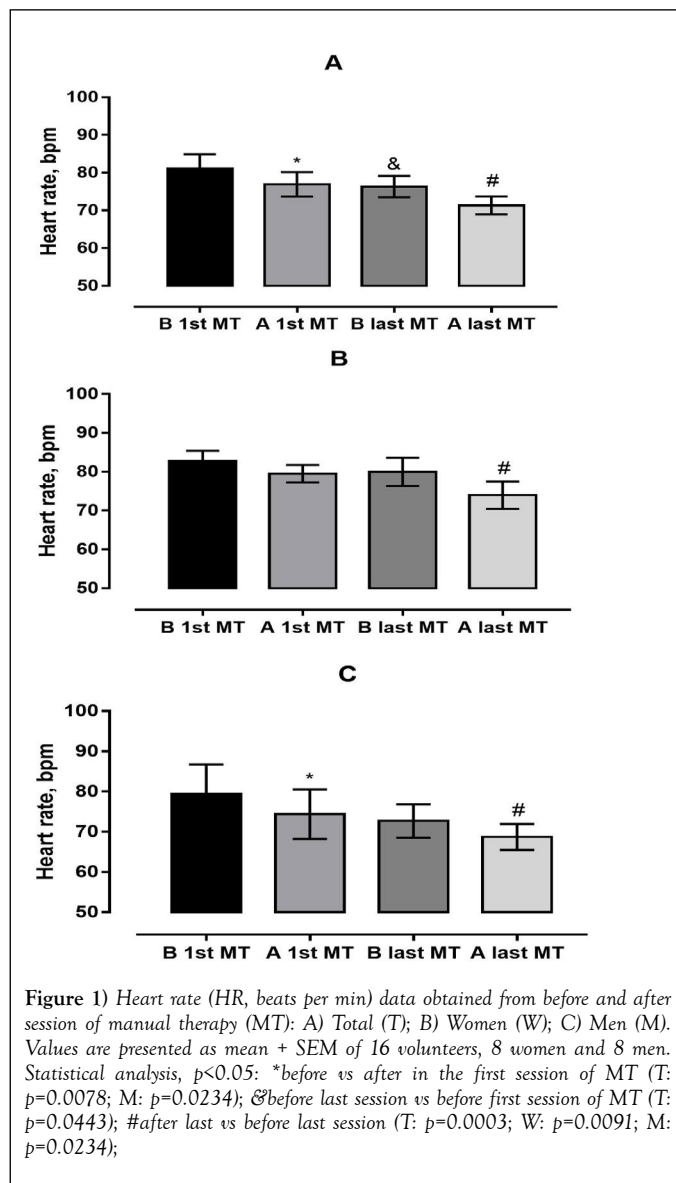 A
Heart rate, bpm
100
90
80
70
60
50
*
&
#
B 1st MT A 1st MT B last MT A last MT
B
Heart rate, bpm
100
90
80
70
60
50
#
B 1st MT A 1st MT B last MT A last MT
C
Heart rate, bpm
100
90
80
70
60
50
*
#
B 1st MT A 1st MT B last MT A last MT
Figure 1) Heart rate (HR, beats per min) data obtained from before and after
session of manual therapy (MT): A) Total (T); B) Women (W); C) Men (M).
Values are presented as mean + SEM of 16 volunteers, 8 women and 8 men.
Statistical analysis, p<0.05: *before vs after in the first session of MT (T:
p=0.0078; M: p=0.0234); &before last session vs before first session of MT (T:
p=0.0443); #after last vs before last session (T: p=0.0003; W: p=0.0091; M:
p=0.0234);